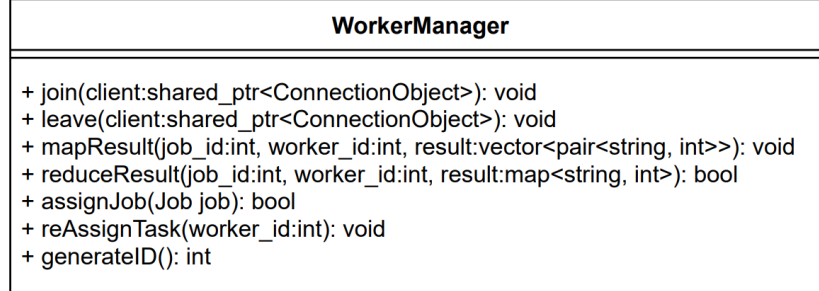 WorkerManager
+ join(client:shared_ptr<ConnectionObject>): void
+ leave(client:shared_ptr<ConnectionObject>): void
+ mapResult(job_id:int, worker_id:int, result:vector<pair<string, int>>): void
+ reduceResult(job_id:int, worker_id:int, result:map<string, int>): bool
+ assignJob(Job job): bool
+ reAssignTask(worker_id:int): void
+ generateID(): int